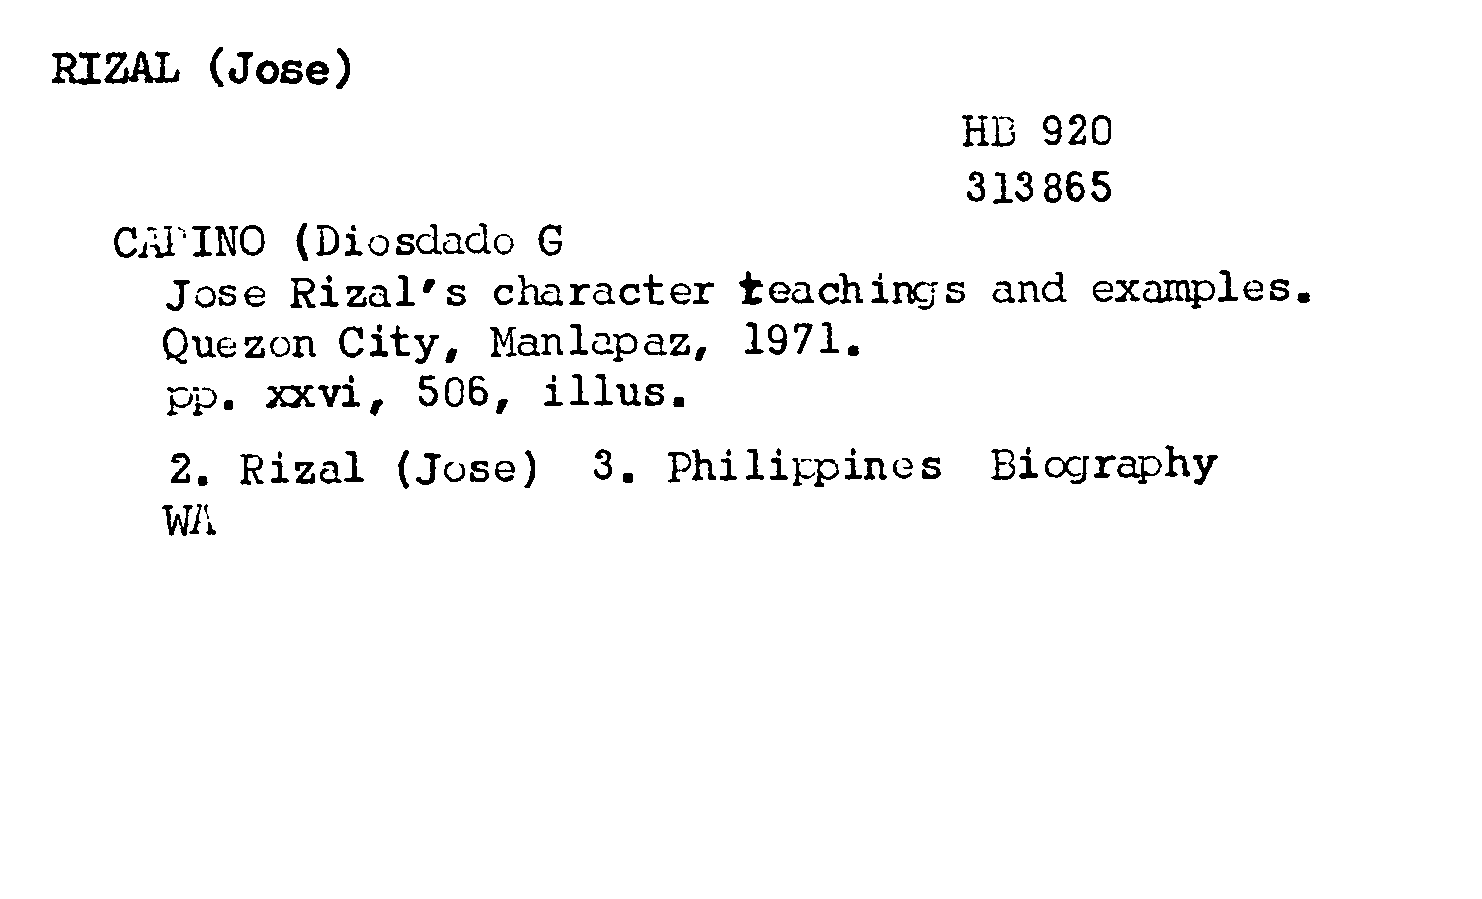 RIZAL (Jose)
HB 920
313865
CAPINO (Diosdado G
Jose Rizal's character teachings and examples.
Quezon City, Manlapaz, 1971.
pp. xxvi, 506, illus.
2. Rizal (Jose) 3. Philippines Biography
WA